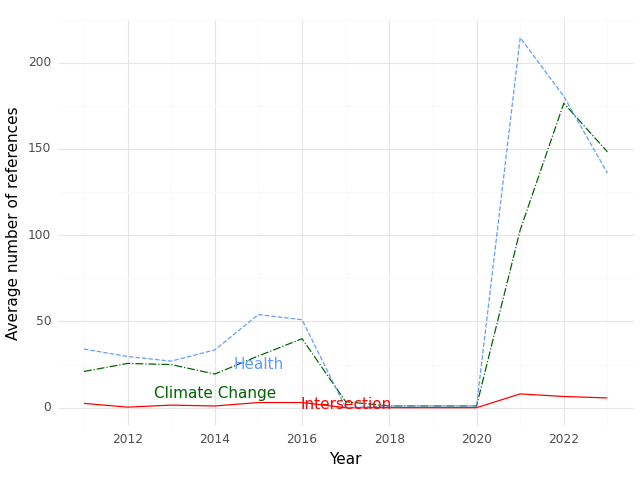 200
150
100
50
0
Average number of references
Health
Climate Change
Intersection
2012
2014
2016
2018
2020
2022
Year